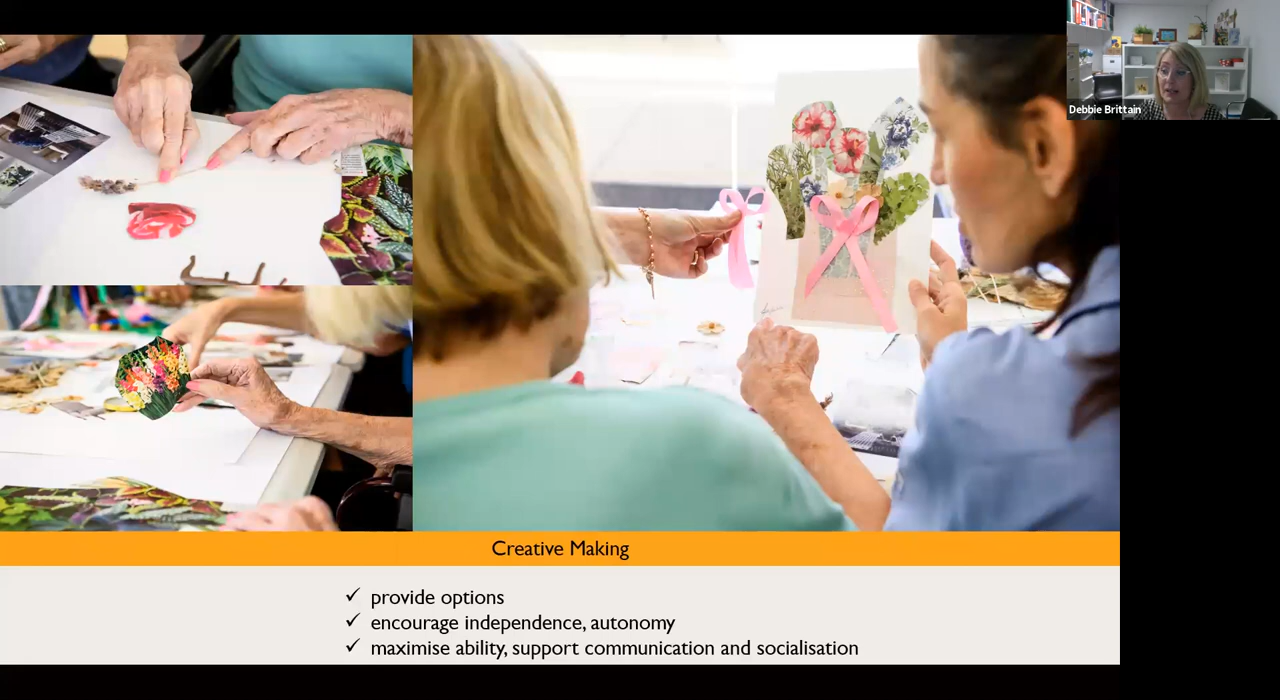 Debbie Brittain
Creative Making
✓ provide options
✓ encourage independence, autonomy
✓ maximise ability, support communication and socialisation